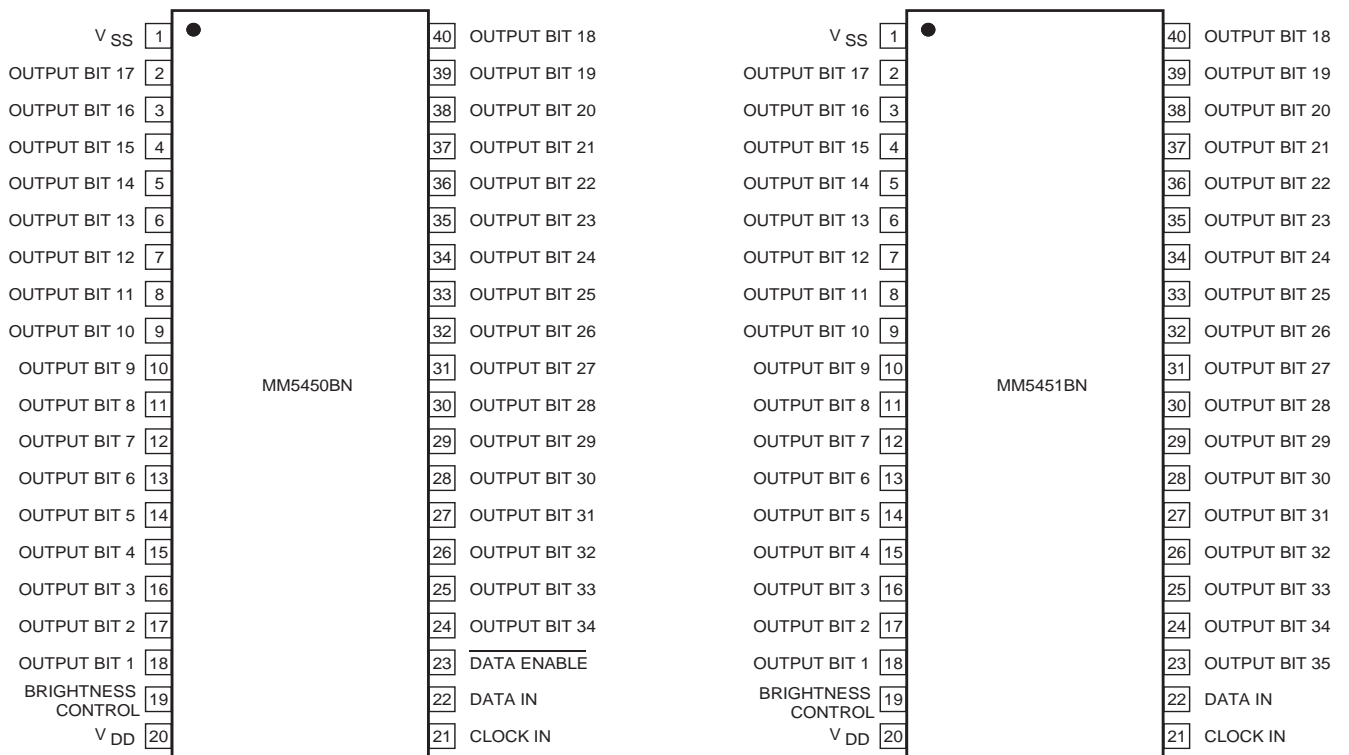 V SS 1 40 OUTPUT BIT 18
OUTPUT BIT 17 2 39 OUTPUT BIT 19
OUTPUT BIT 16 3 38 OUTPUT BIT 20
OUTPUT BIT 15 4 37 OUTPUT BIT 21
OUTPUT BIT 14 5 36 OUTPUT BIT 22
OUTPUT BIT 13 6 35 OUTPUT BIT 23
OUTPUT BIT 12 7 34 OUTPUT BIT 24
OUTPUT BIT 11 8 33 OUTPUT BIT 25
OUTPUT BIT 10 9 32 OUTPUT BIT 26
OUTPUT BIT 9 10 31 OUTPUT BIT 27
MM5450BN
OUTPUT BIT 8 11 30 OUTPUT BIT 28
OUTPUT BIT 7 12 29 OUTPUT BIT 29
OUTPUT BIT 6 13 28 OUTPUT BIT 30
OUTPUT BIT 5 14 27 OUTPUT BIT 31
OUTPUT BIT 4 15 26 OUTPUT BIT 32
OUTPUT BIT 3 16 25 OUTPUT BIT 33
OUTPUT BIT 2 17 24 OUTPUT BIT 34
OUTPUT BIT 1 18 23 DATA ENABLE
BRIGHTNESS
CONTROL 19 22 DATA IN
V DD 20 21 CLOCK IN
V SS 1 40 OUTPUT BIT 18
OUTPUT BIT 17 2 39 OUTPUT BIT 19
OUTPUT BIT 16 3 38 OUTPUT BIT 20
OUTPUT BIT 15 4 37 OUTPUT BIT 21
OUTPUT BIT 14 5 36 OUTPUT BIT 22
OUTPUT BIT 13 6 35 OUTPUT BIT 23
OUTPUT BIT 12 7 34 OUTPUT BIT 24
OUTPUT BIT 11 8 33 OUTPUT BIT 25
OUTPUT BIT 10 9 32 OUTPUT BIT 26
OUTPUT BIT 9 10 31 OUTPUT BIT 27
MM5451BN
OUTPUT BIT 8 11 30 OUTPUT BIT 28
OUTPUT BIT 7 12 29 OUTPUT BIT 29
OUTPUT BIT 6 13 28 OUTPUT BIT 30
OUTPUT BIT 5 14 27 OUTPUT BIT 31
OUTPUT BIT 4 15 26 OUTPUT BIT 32
OUTPUT BIT 3 16 25 OUTPUT BIT 33
OUTPUT BIT 2 17 24 OUTPUT BIT 34
OUTPUT BIT 1 18 23 OUTPUT BIT 35
BRIGHTNESS
CONTROL 19 22 DATA IN
V DD 20 21 CLOCK IN